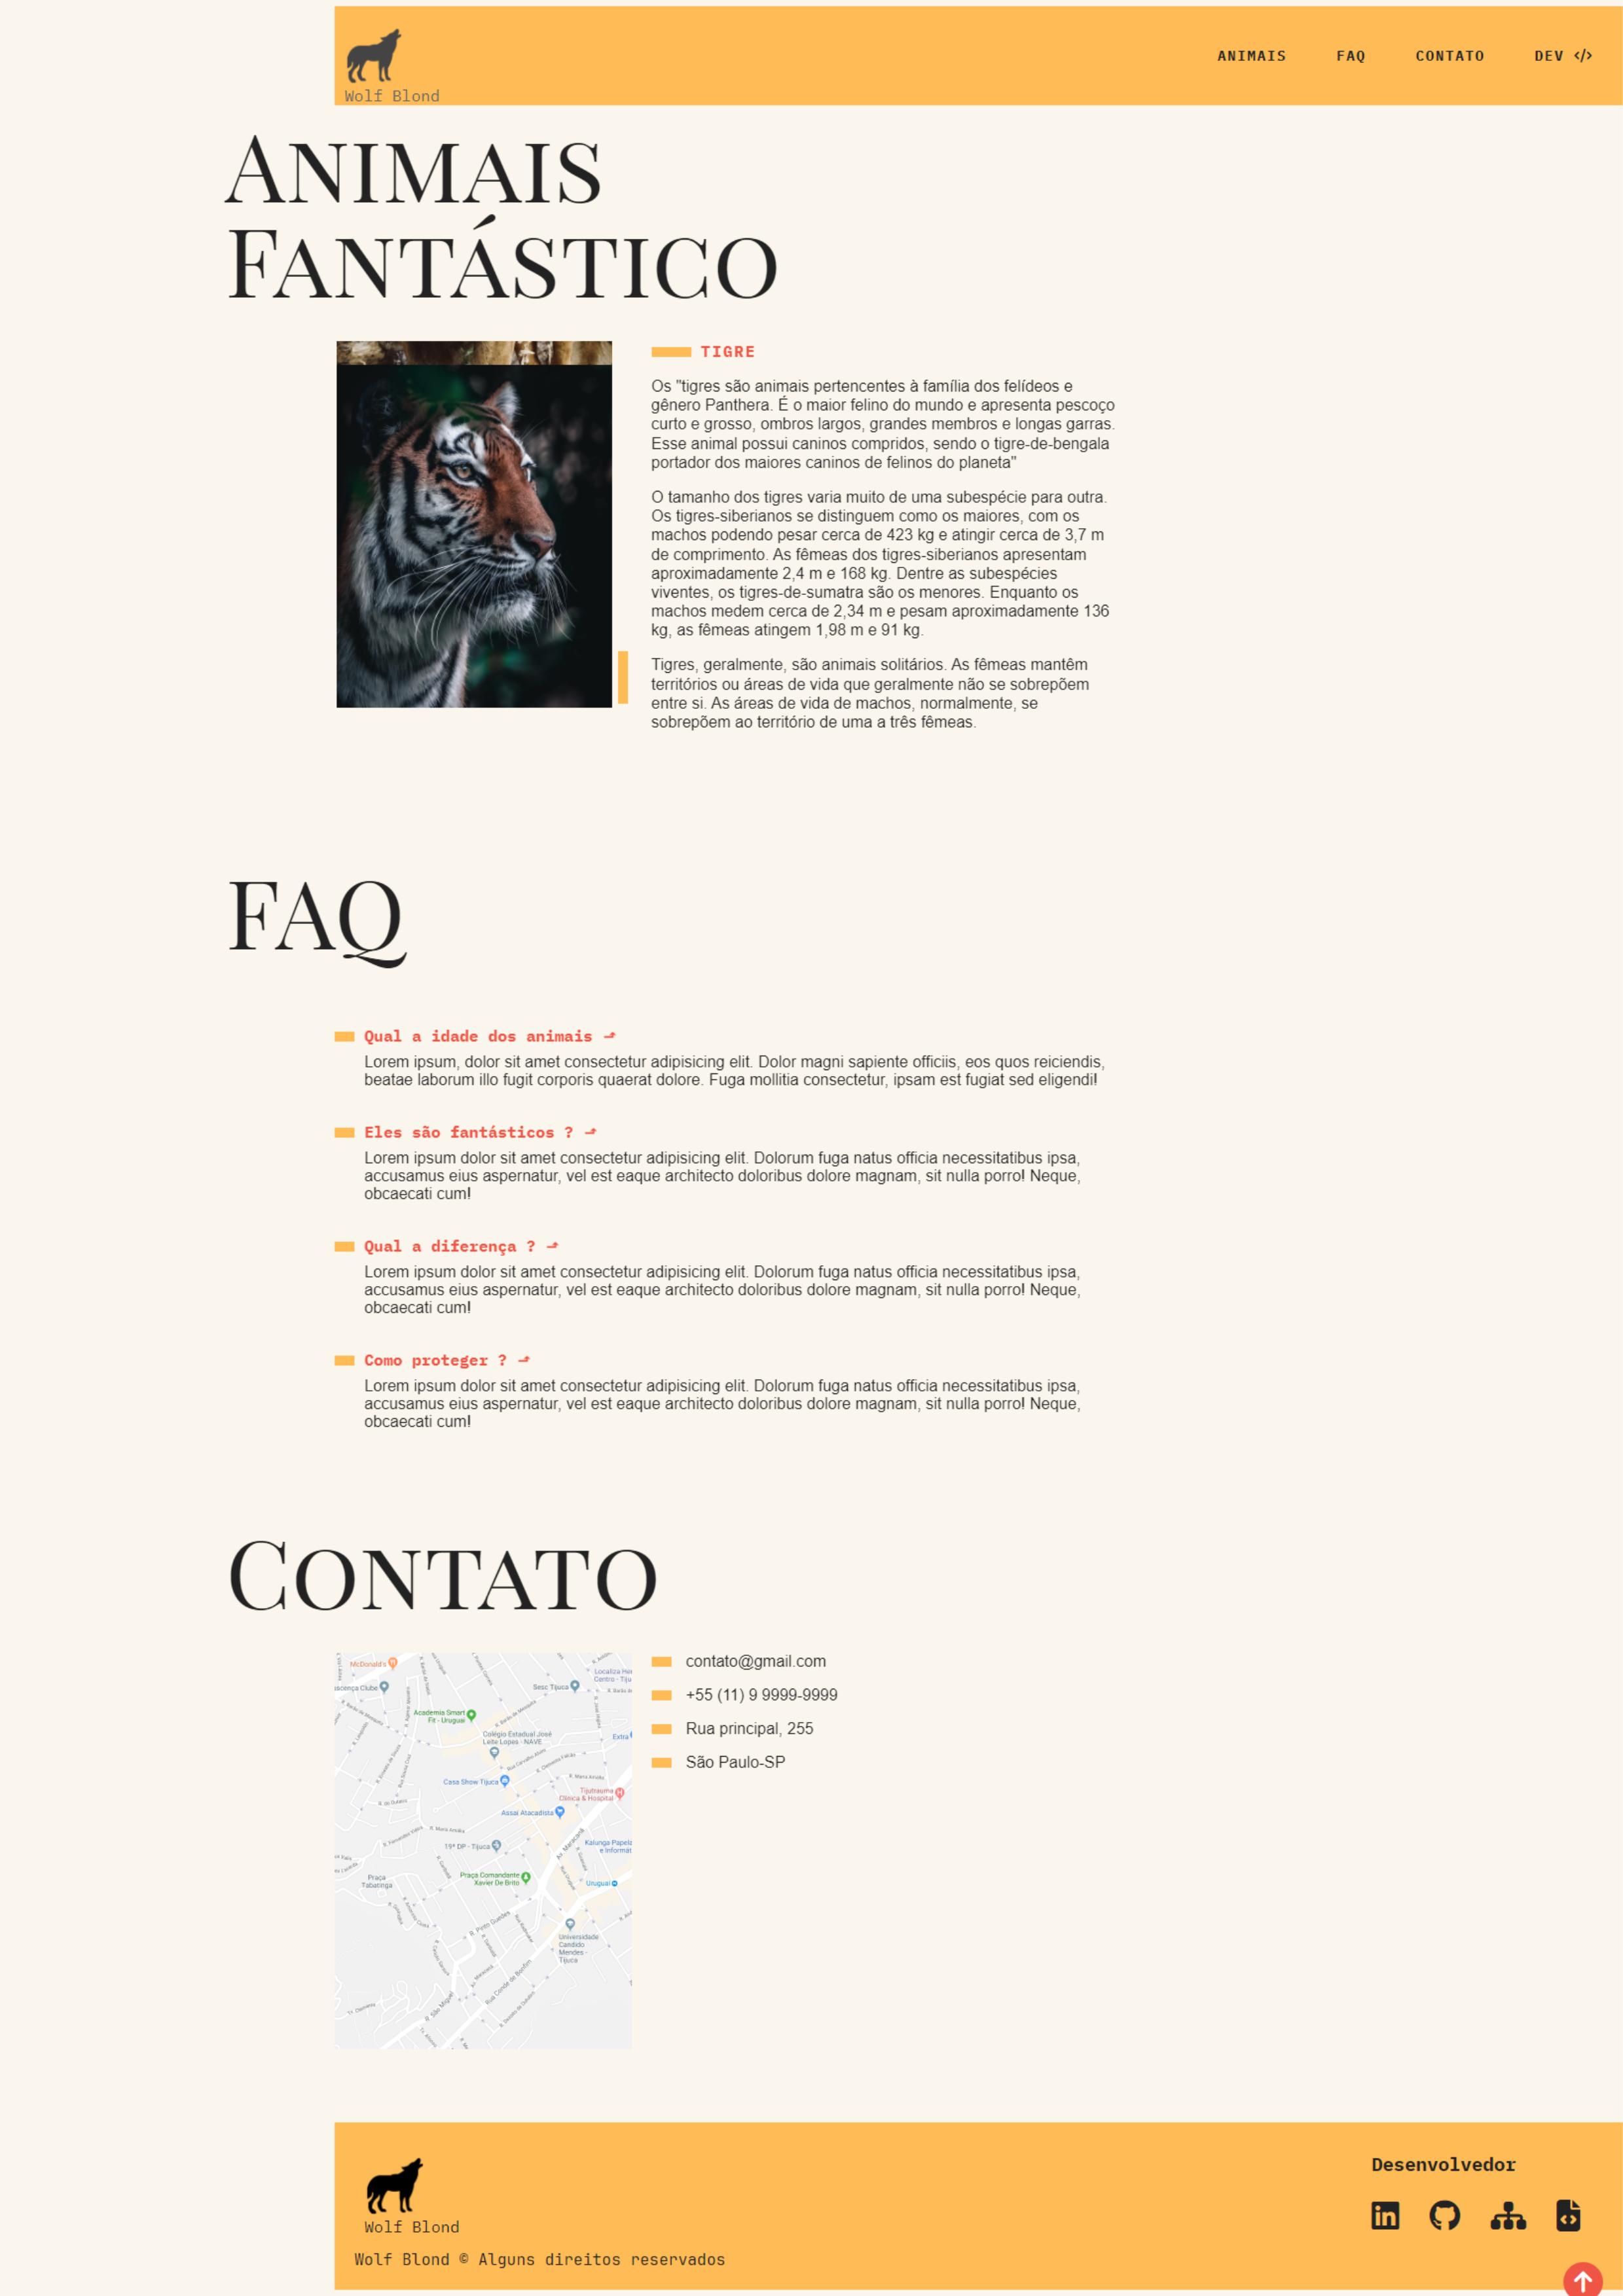 Wolf Blond
ANIMAIS FAQ CONTATO DEV </>
ANIMAIS
FANTÁSTICO
TIGRE
Os "tigres são animais pertencentes à família dos felídeos e
gênero Panthera. É o maior felino do mundo e apresenta pescoço
curto e grosso, ombros largos, grandes membros e longas garras.
Esse animal possui caninos compridos, sendo o tigre-de-bengala
portador dos maiores caninos de felinos do planeta"
O tamanho dos tigres varia muito de uma subespécie para outra.
Os tigres-siberianos se distinguem como os maiores, com os
machos podendo pesar cerca de 423 kg e atingir cerca de 3,7 m
de comprimento. As fêmeas dos tigres-siberianos apresentam
aproximadamente 2,4 m e 168 kg. Dentre as subespécies
viventes, os tigres-de-sumatra são os menores. Enquanto os
machos medem cerca de 2,34 m e pesam aproximadamente 136
kg, as fêmeas atingem 1,98 m e 91 kg.
Tigres, geralmente, são animais solitários. As fêmeas mantêm
territórios ou áreas de vida que geralmente não se sobrepõem
entre si. As áreas de vida de machos, normalmente, se
sobrepõem ao território de uma a três fêmeas.
FAQ
Qual a idade dos animais
Lorem ipsum, dolor sit amet consectetur adipisicing elit. Dolor magni sapiente officiis, eos quos reiciendis,
beatae laborum illo fugit corporis quaerat dolore. Fuga mollitia consectetur, ipsam est fugiat sed eligendi!
Eles são fantásticos ?
Lorem ipsum dolor sit amet consectetur adipisicing elit. Dolorum fuga natus officia necessitatibus ipsa,
accusamus eius aspernatur, vel est eaque architecto doloribus dolore magnam, sit nulla porro! Neque,
obcaecati cum!
Qual a diferença ?
Lorem ipsum dolor sit amet consectetur adipisicing elit. Dolorum fuga natus officia necessitatibus ipsa,
accusamus eius aspernatur, vel est eaque architecto doloribus dolore magnam, sit nulla porro! Neque,
obcaecati cum!
Como proteger ?
Lorem ipsum dolor sit amet consectetur adipisicing elit. Dolorum fuga natus officia necessitatibus ipsa,
accusamus eius aspernatur, vel est eaque architecto doloribus dolore magnam, sit nulla porro! Neque,
obcaecati cum!
CONTATO
McDonald's
Sesc Tijuca
Academia Smart
Fit - Uruguai
Colégio Estadual José
Leite Lopes - NAVE
Extra
Casa Show Tijuca
Tijutrauma
Clínica & Hospital
Assaí Atacadista
19ª DP - Tijuca
Kalunga Papela
e Informát
Praça
Tabatinga
Praça Comandante
Xavier De Brito
Uruguai
R. Pinto Guedes
Universidade
Candido
Mendes -
Tijuca
Rua Conde de Bonfim
R. São Miguel
contato@gmail.com
+55 (11) 9 9999-9999
Rua principal, 255
São Paulo-SP
Desenvolvedor
Wolf Blond
Wolf Blond © Alguns direitos reservados